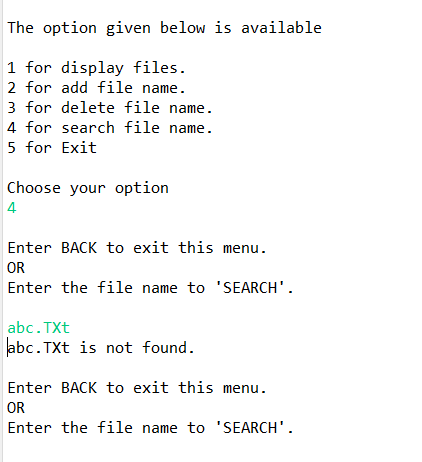 The option given below is available
1 for display files.
2 for add file name.
3 for delete file name.
4 for search file name.
5 for Exit
Choose your option
4
Enter BACK to exit this menu.
OR
Enter the file name to 'SEARCH'.
abc.TXt
abc.TXt is not found.
Enter BACK to exit this menu.
OR
Enter the file name to 'SEARCH'.